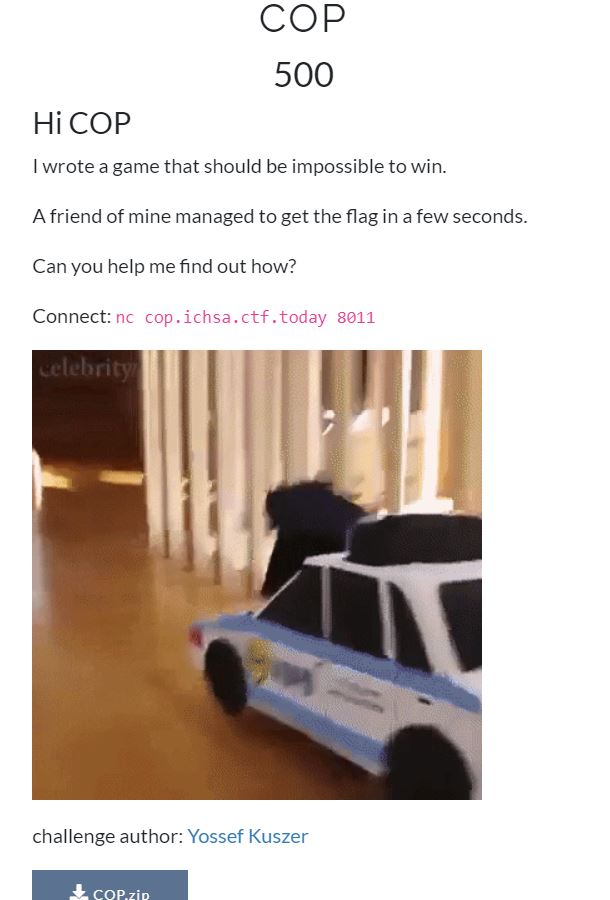 COP
500
Hi COP
I wrote a game that should be impossible to win.
A friend of mine managed to get the flag in a few seconds.
Can you help me find out how?
Connect: nc cop.ichsa.ctf.today 8011
celebrity
challenge author: Yossef Kuszer
COP.zip